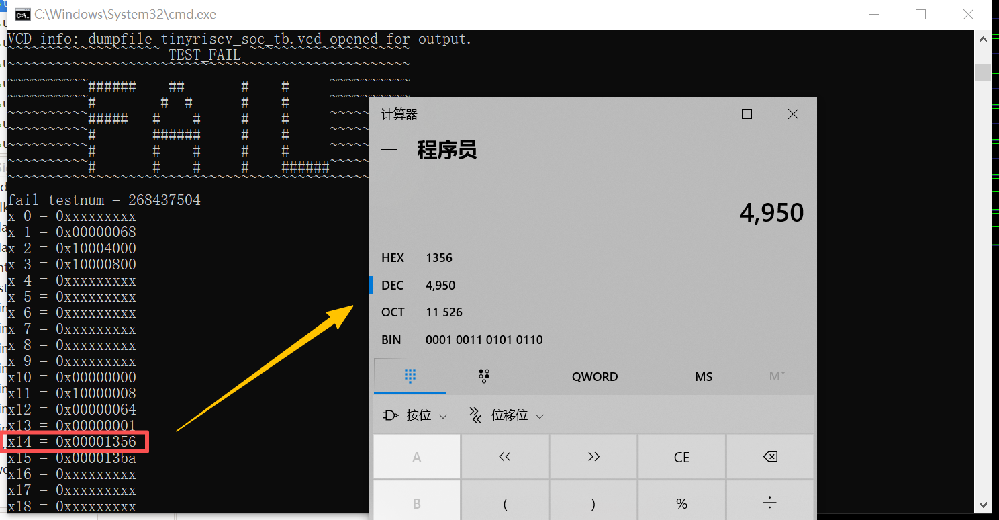 C:\Windows\System32\cmd.exe
VCD info: dumpfile tinyriscv_soc_tb.vcd opened for output.
~~~~~~~~~~~~~~~~~~~ TEST_FAIL ~~~~~~~~~~~~~~~~~~~~
~~~~~~~~~~~~~~~~~~~~~~~~~~~~~~~~~~~~~~~~~~~~~~~~~~
~~~~~~~~~~######    ##       #    #     ~~~~~~~~~~
~~~~~~~~~~#        #  #      #    #     ~~~~~~~~~~
~~~~~~~~~~#####   #    #     #    #     ~~~~~~~~~~
~~~~~~~~~~#       ######     #    #
~~~~~~~~~~#       #    #     #    #
~~~~~~~~~~#       #    #     #    ######
~~~~~~~~~~~~~~~~~~~~~~~~~~~~~~~~~~~~~~~~~~~~~
fail testnum = 268437504
x 0 = 0xxxxxxxxx
x 1 = 0x00000068
x 2 = 0x10004000
x 3 = 0x10000800
x 4 = 0xxxxxxxxx
x 5 = 0xxxxxxxxx
x 6 = 0xxxxxxxxx
x 7 = 0xxxxxxxxx
x 8 = 0xxxxxxxxx
x 9 = 0xxxxxxxxx
x10 = 0x00000000
x11 = 0x10000008
x12 = 0x00000064
x13 = 0x00000001
x14 = 0x00001356
x15 = 0x000013ba
x16 = 0xxxxxxxxx
x17 = 0xxxxxxxxx
x18 = 0xxxxxxxxx
计算器
程序员
4,950
HEX 1356
DEC 4,950
OCT 11 526
BIN 0001 0011 0101 0110
QWORD MS M
按位 位移位
A << >> CE
B ( ) % ÷